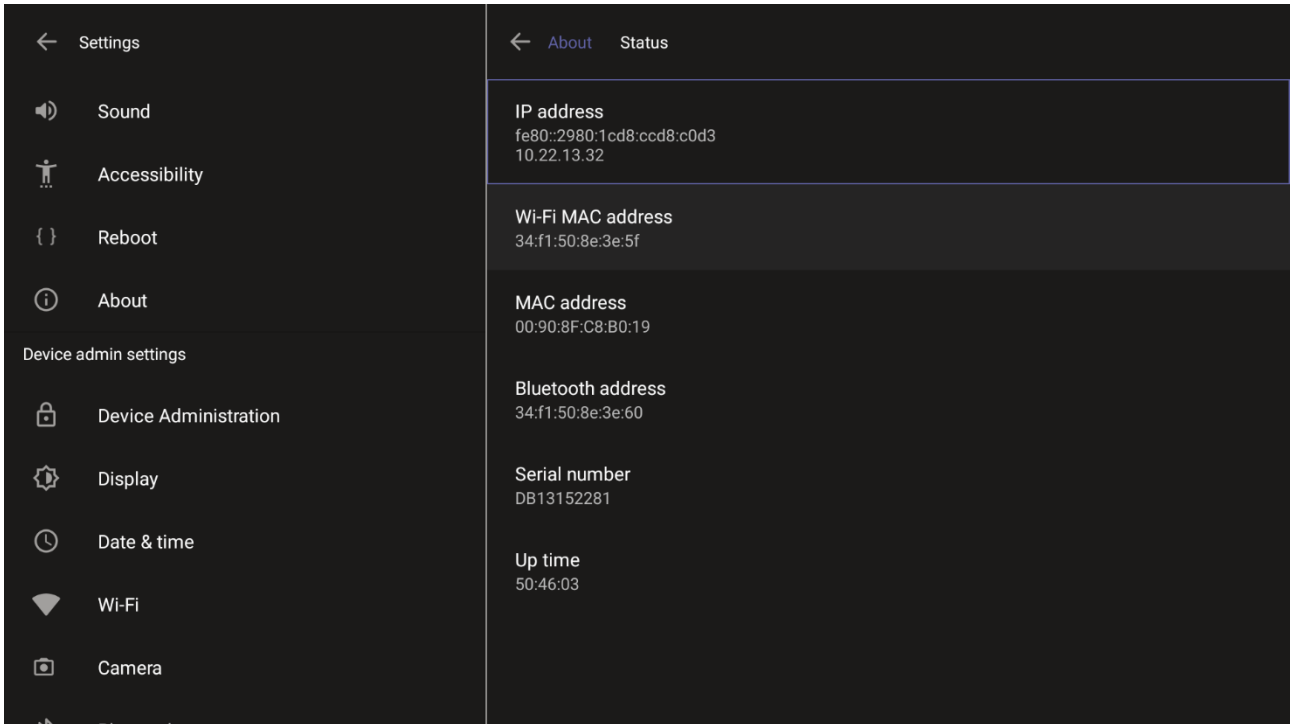 Settings
Sound
Accessibility
{ } Reboot
About
Device admin settings
Device Administration
Display
Date & time
Wi-Fi
Camera
About Status
IP address
fe80::2980:1cd8:ccd8:c0d3
10.22.13.32
Wi-Fi MAC address
34:f1:50:8e:3e:5f
MAC address
00:90:8F:C8:B0:19
Bluetooth address
34:f1:50:8e:3e:60
Serial number
DB13152281
Up time
50:46:03